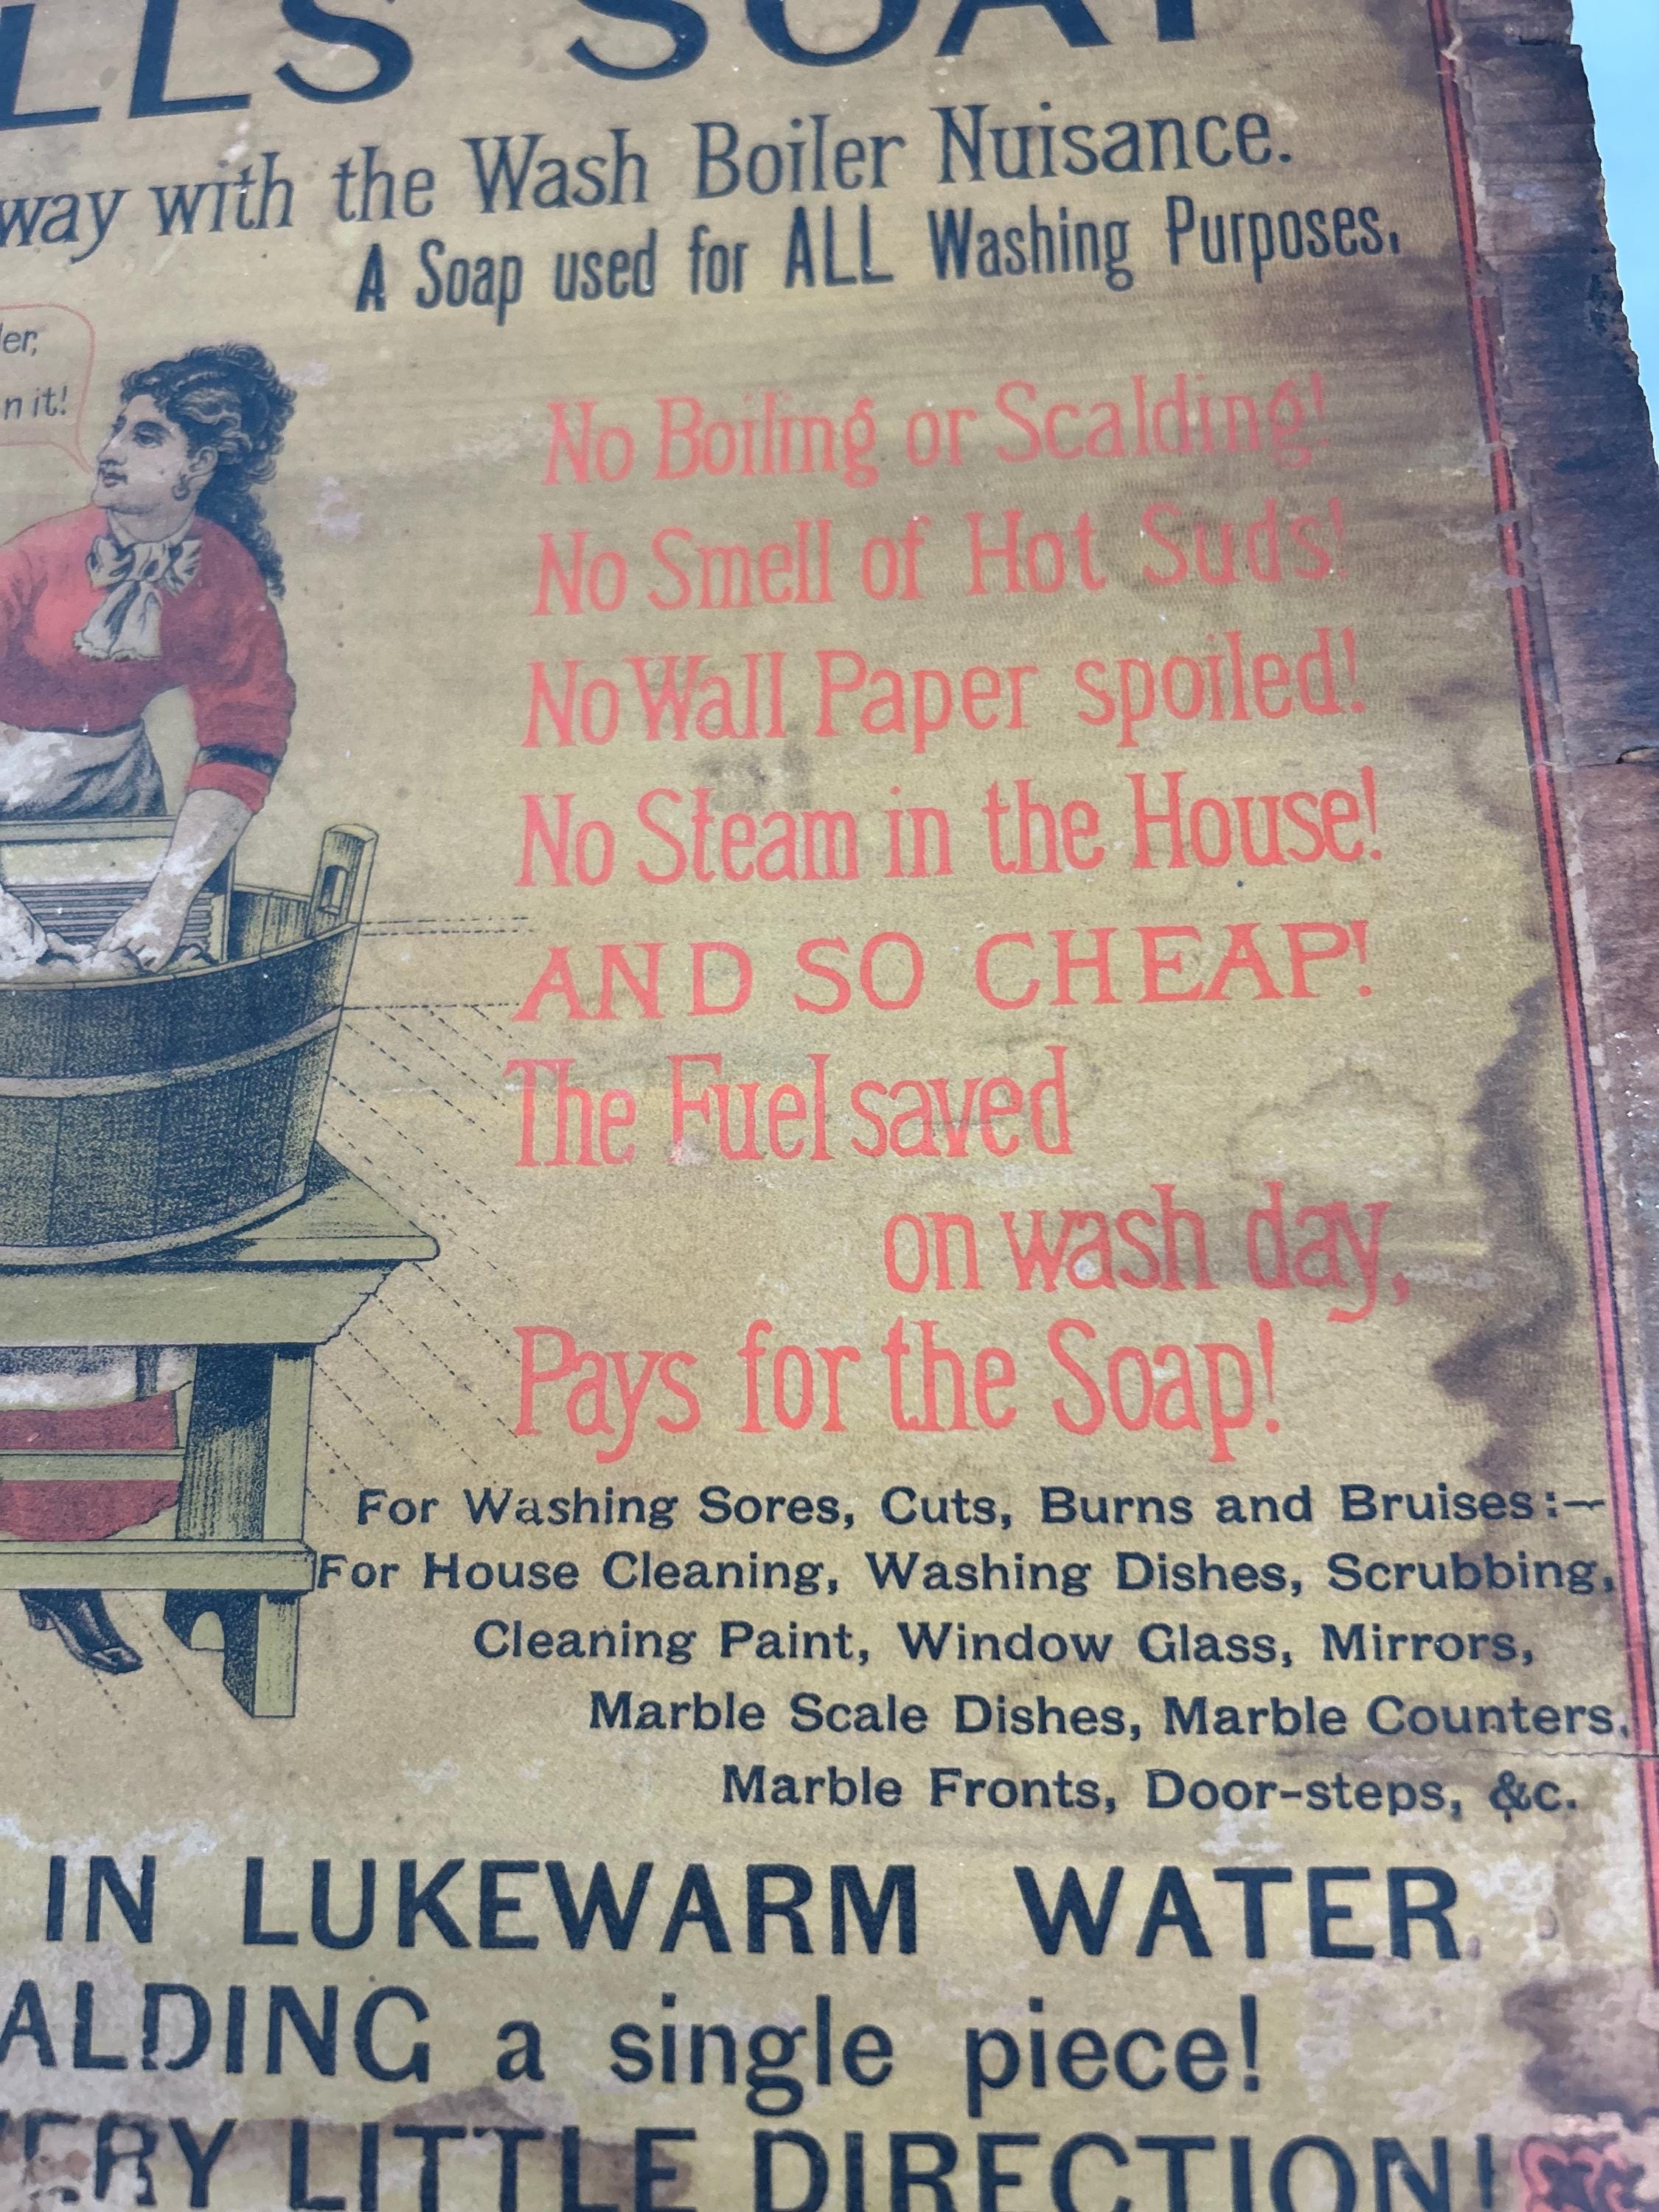 LLS SOAP
way with the Wash Boiler Nuisance.
A Soap used for ALL Washing Purposes.
ler,
n it!
No Boiling or Scalding!
No Smell of Hot Suds!
No Wall Paper spoiled!
No Steam in the House!
AND SO CHEAP!
The Fuel saved
on wash day,
Pays for the Soap!
For Washing Sores, Cuts, Burns and Bruises:—
For House Cleaning, Washing Dishes, Scrubbing,
Cleaning Paint, Window Glass, Mirrors,
Marble Scale Dishes, Marble Counters,
Marble Fronts, Door-steps, &c.
IN LUKEWARM WATER.
ALDING a single piece!
VERY LITTLE DIRECTION!